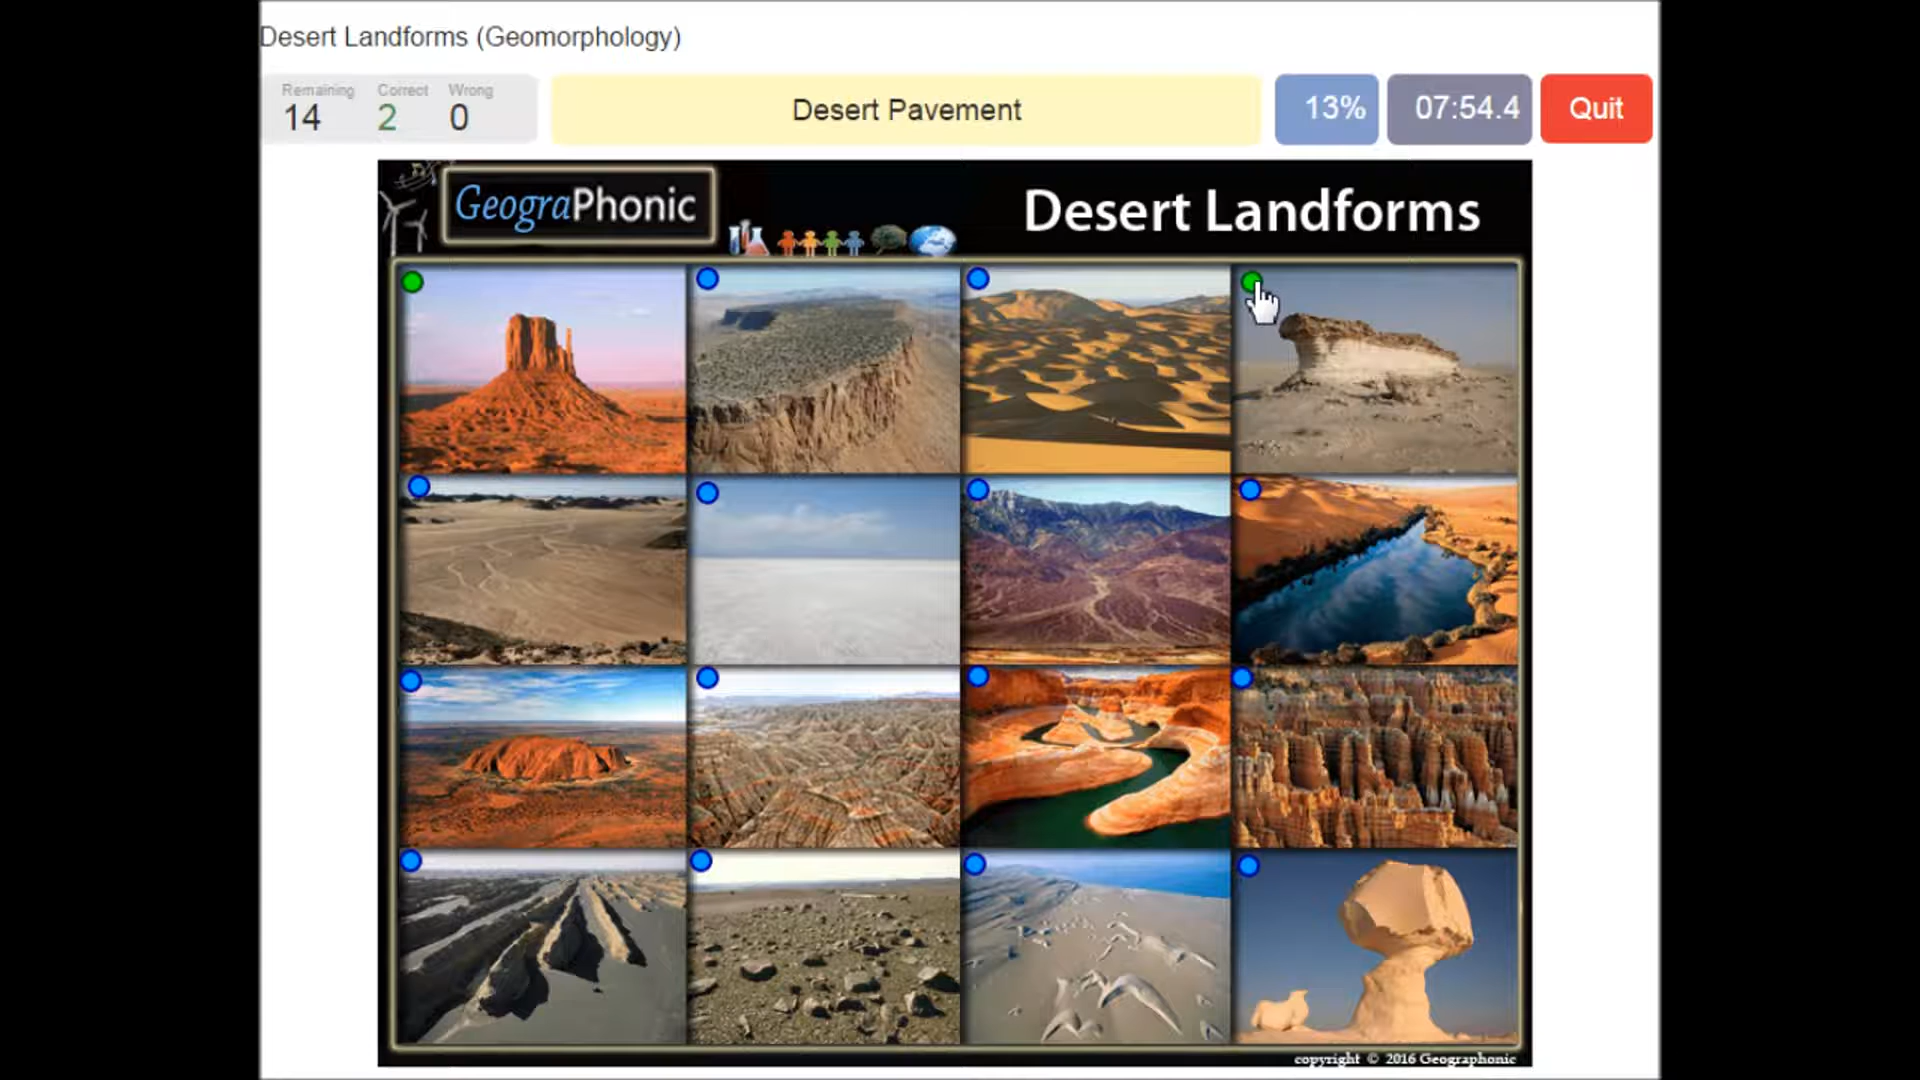 Desert Landforms (Geomorphology)
Remaining Correct Wrong
14 2 0
Desert Pavement
13%
07:54.4
Quit
GeograPhonic
Desert Landforms
copyright © 2016 Geographonic